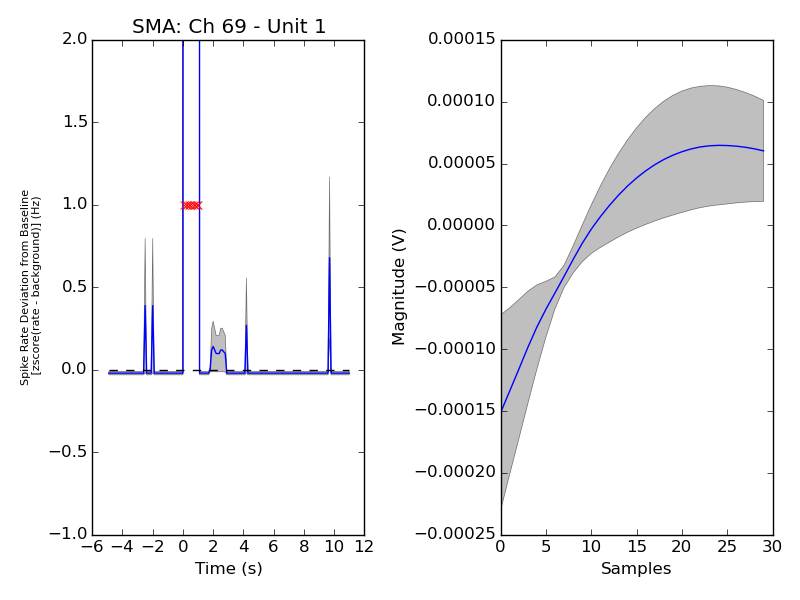 SMA: Ch 69 - Unit 1
2.0
1.5
1.0
0.5
0.0
−0.5
−1.0
−6 −4 −2 0 2 4 6 8 10 12
Time (s)
Spike Rate Deviation from Baseline
[zscore(rate - background)] (Hz)
0.00015
0.00010
0.00005
0.00000
−0.00005
−0.00010
−0.00015
−0.00020
−0.00025
0 5 10 15 20 25 30
Samples
Magnitude (V)